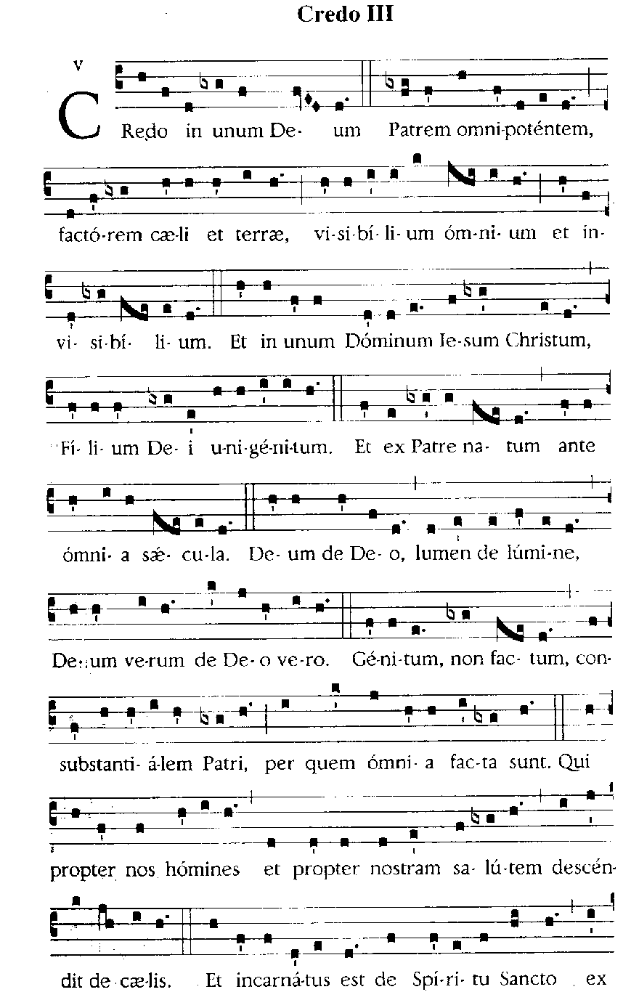 Credo III
V
CRedo in unum De- um Patrem omni-poténtem,
factó-rem cæ-li et terræ, vi-si-bí- li- um óm-ni- um et in-
vi- si-bí- li- um. Et in unum Dóminum Ie-sum Christum,
Fí- li- um De- i u-ni-gé-ni-tum. Et ex Patre na- tum ante
ómni- a sǽ- cu-la. De- um de De- o, lumen de lúmi-ne,
De- um ve-rum de De- o ve-ro. Gé-ni-tum, non fac- tum, con-
substanti- á-lem Patri, per quem ómni- a fac-ta sunt. Qui
propter nos hómines et propter nostram sa- lú-tem descén-
dit de cæ-lis. Et incarná-tus est de Spí-ri- tu Sancto ex